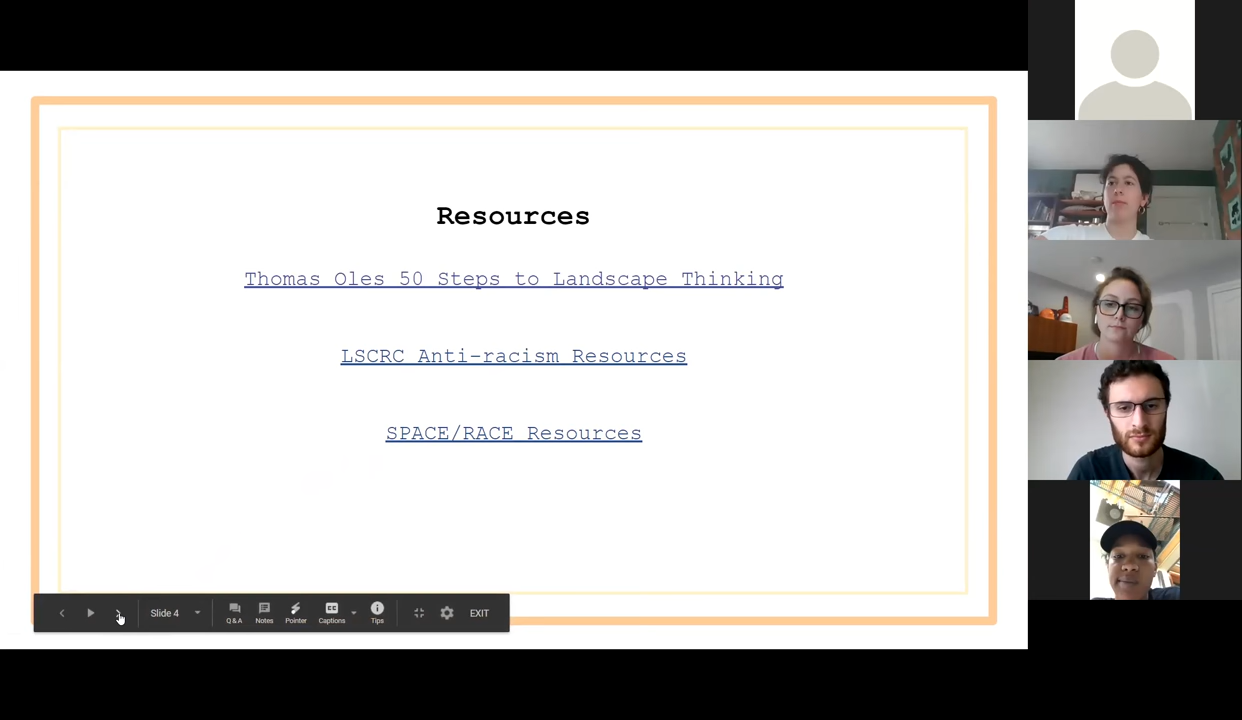 Resources
Thomas Oles 50 Steps to Landscape Thinking
LSCRC Anti-racism Resources
SPACE/RACE Resources
Slide 4
Q & A
Notes
Pointer
CC
Captions
Tips
EXIT